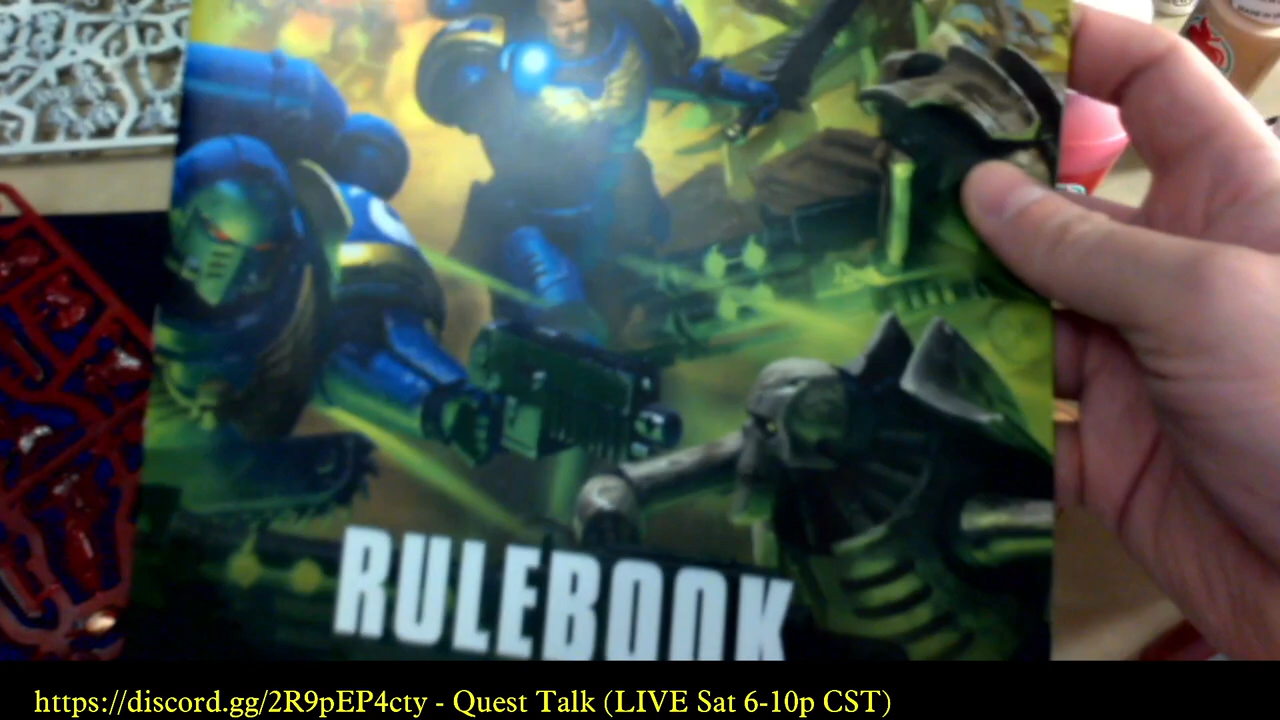 RULEBOOK
https://discord.gg/2R9pEP4cty - Quest Talk (LIVE Sat 6-10p CST)